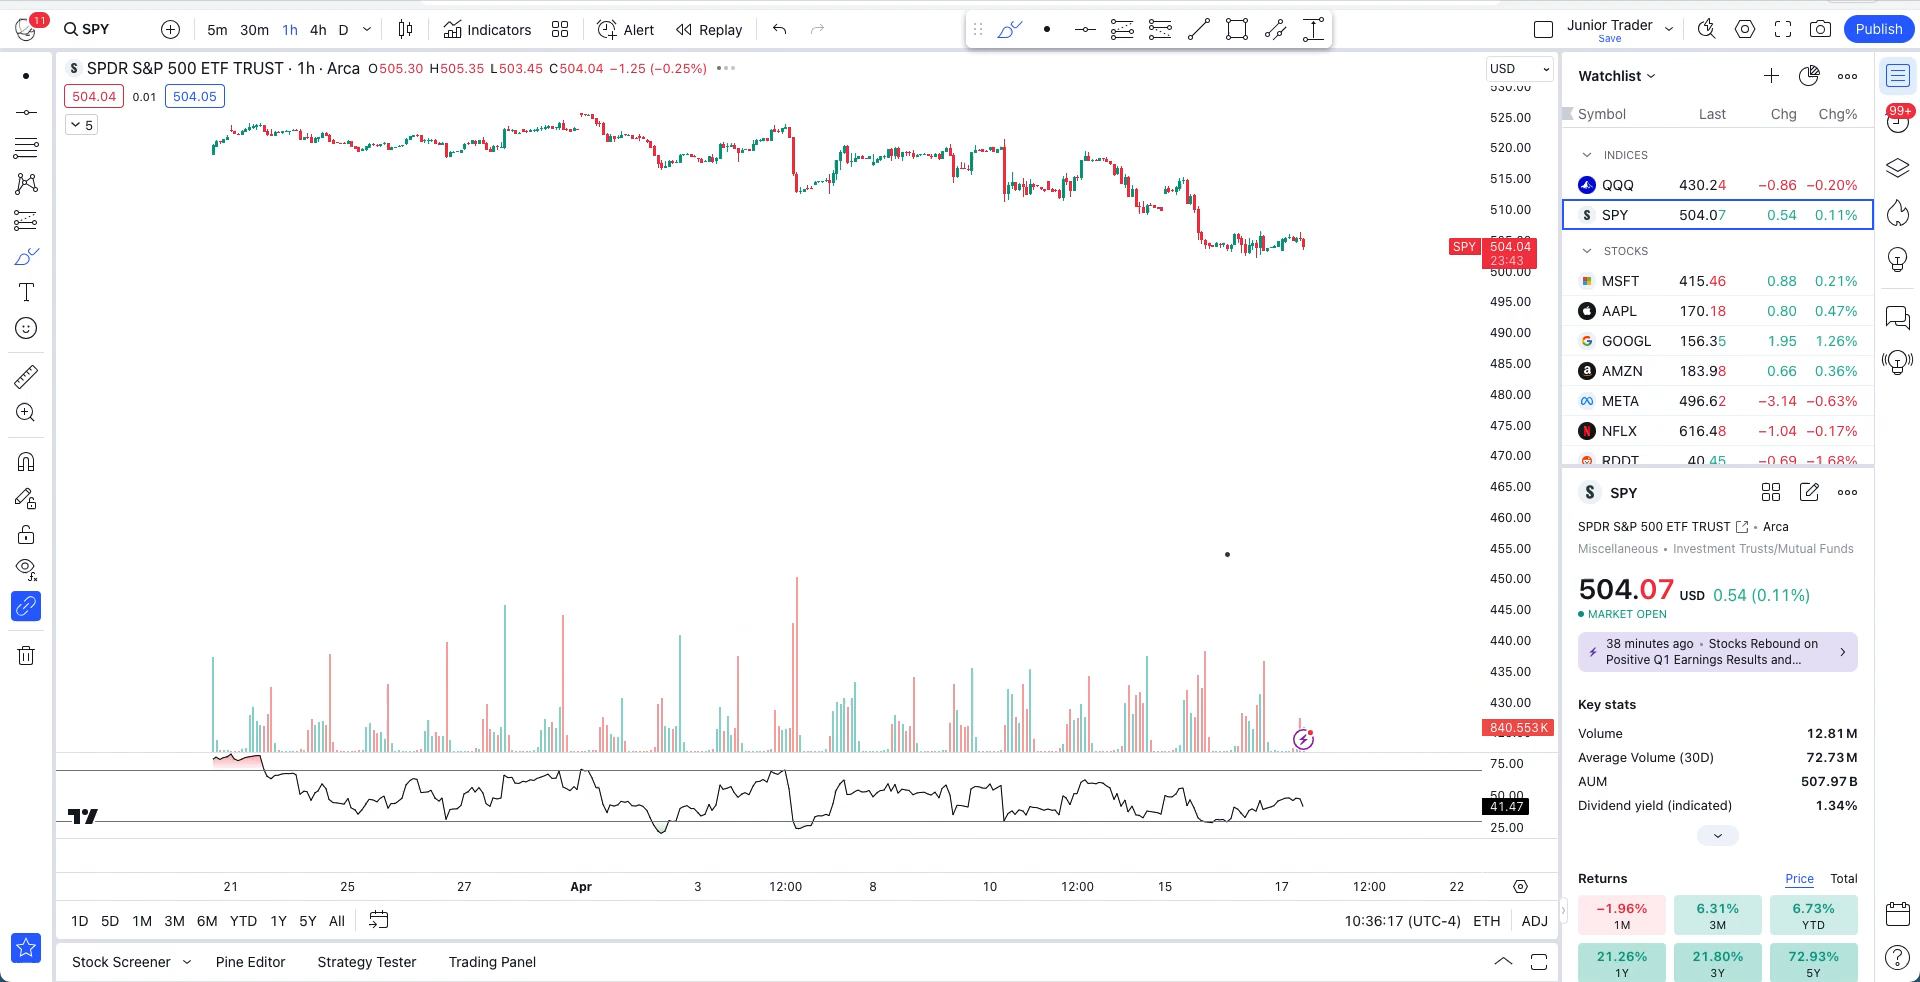 11
SPY
5m 30m 1h 4h D
Indicators
Alert
Replay
Junior Trader
Save
Publish
SPDR S&P 500 ETF TRUST · 1h · Arca O505.30 H505.35 L503.45 C504.04 −1.25 (−0.25%)
504.04 0.01 504.05
5
USD
530.00
525.00
520.00
515.00
510.00
SPY 504.04
23:43
500.00
495.00
490.00
485.00
480.00
475.00
470.00
465.00
460.00
455.00
450.00
445.00
440.00
435.00
430.00
840.553K
75.00
50.00
41.47
25.00
21 25 27 Apr 3 12:00 8 10 12:00 15 17 12:00 22
1D 5D 1M 3M 6M YTD 1Y 5Y All
10:36:17 (UTC-4) ETH ADJ
Stock Screener Pine Editor Strategy Tester Trading Panel
Watchlist
Symbol Last Chg Chg%
INDICES
QQQ 430.24 −0.86 −0.20%
SPY 504.07 0.54 0.11%
STOCKS
MSFT 415.46 0.88 0.21%
AAPL 170.18 0.80 0.47%
GOOGL 156.35 1.95 1.26%
AMZN 183.98 0.66 0.36%
META 496.62 −3.14 −0.63%
NFLX 616.48 −1.04 −0.17%
RDDT 40.45 −0.69 −1.68%
SPY
SPDR S&P 500 ETF TRUST • Arca
Miscellaneous • Investment Trusts/Mutual Funds
504.07 USD 0.54 (0.11%)
MARKET OPEN
38 minutes ago • Stocks Rebound on
Positive Q1 Earnings Results and...
Key stats
Volume 12.81M
Average Volume (30D) 72.73M
AUM 507.97B
Dividend yield (indicated) 1.34%
Returns Price Total
−1.96% 6.31% 6.73%
1M 3M YTD
21.26% 21.80% 72.93%
1Y 3Y 5Y
99+